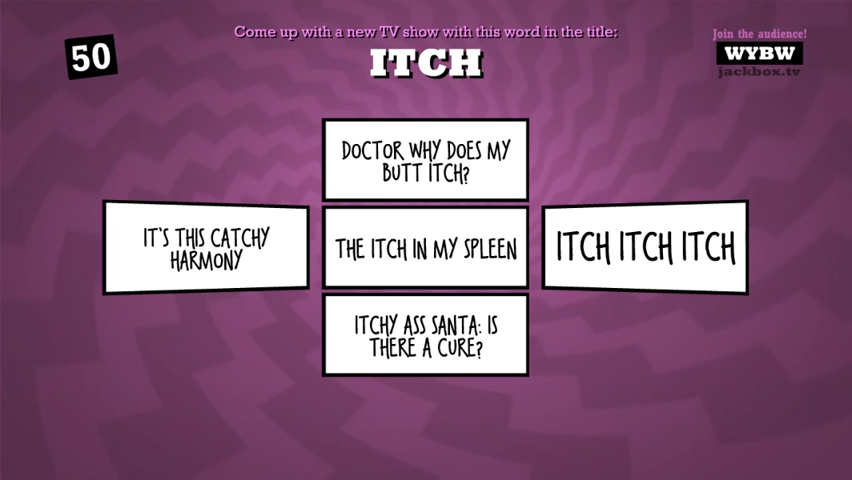 50
Come up with a new TV show with this word in the title:
ITCH
Join the audience!
WYBW
jackbox.tv
DOCTOR WHY DOES MY
BUTT ITCH?
IT'S THIS CATCHY
HARMONY
THE ITCH IN MY SPLEEN
ITCH ITCH ITCH
ITCHY ASS SANTA: IS
THERE A CURE?